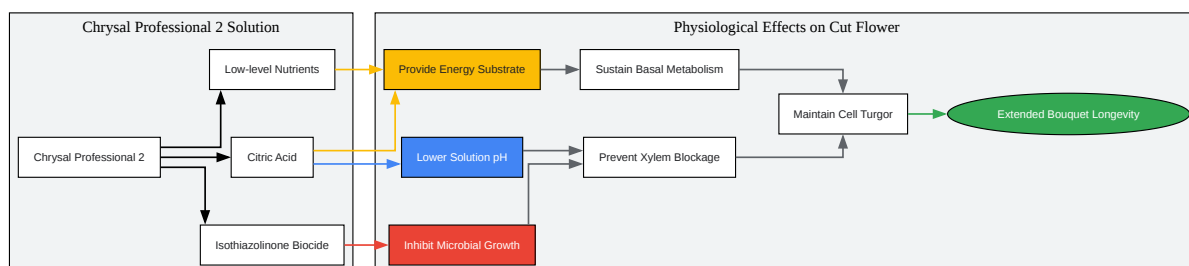 Chrysal Professional 2 Solution
Physiological Effects on Cut Flower
Low-level Nutrients
Provide Energy Substrate
Sustain Basal Metabolism
Maintain Cell Turgor
Extended Bouquet Longevity
Chrysal Professional 2
Citric Acid
Lower Solution pH
Prevent Xylem Blockage
Isothiazolinone Biocide
Inhibit Microbial Growth